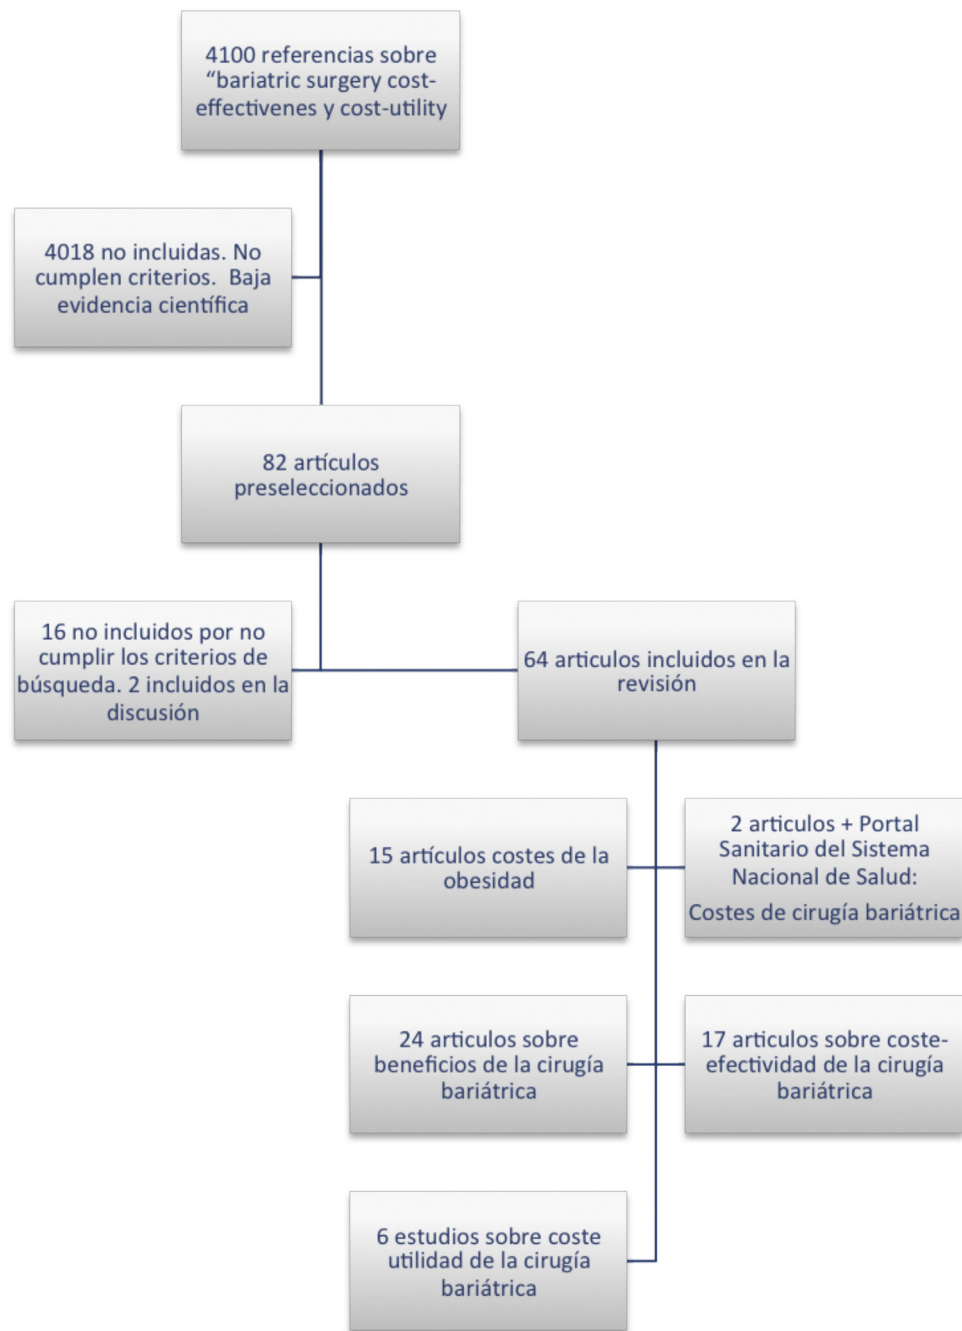 4100 referencias sobre
“bariatric surgery cost-
effectivenes y cost-utility
4018 no incluidas. No
cumplen criterios. Baja
evidencia científica
82 artículos
preseleccionados
16 no incluidos por no
cumplir los criterios de
búsqueda. 2 incluidos en la
discusión
64 articulos incluidos en la
revisión
15 artículos costes de la
obesidad
2 articulos + Portal
Sanitario del Sistema
Nacional de Salud:
Costes de cirugía bariátrica
24 articulos sobre
beneficios de la cirugía
bariátrica
17 articulos sobre coste-
efectividad de la cirugía
bariátrica
6 estudios sobre coste
utilidad de la cirugía
bariátrica